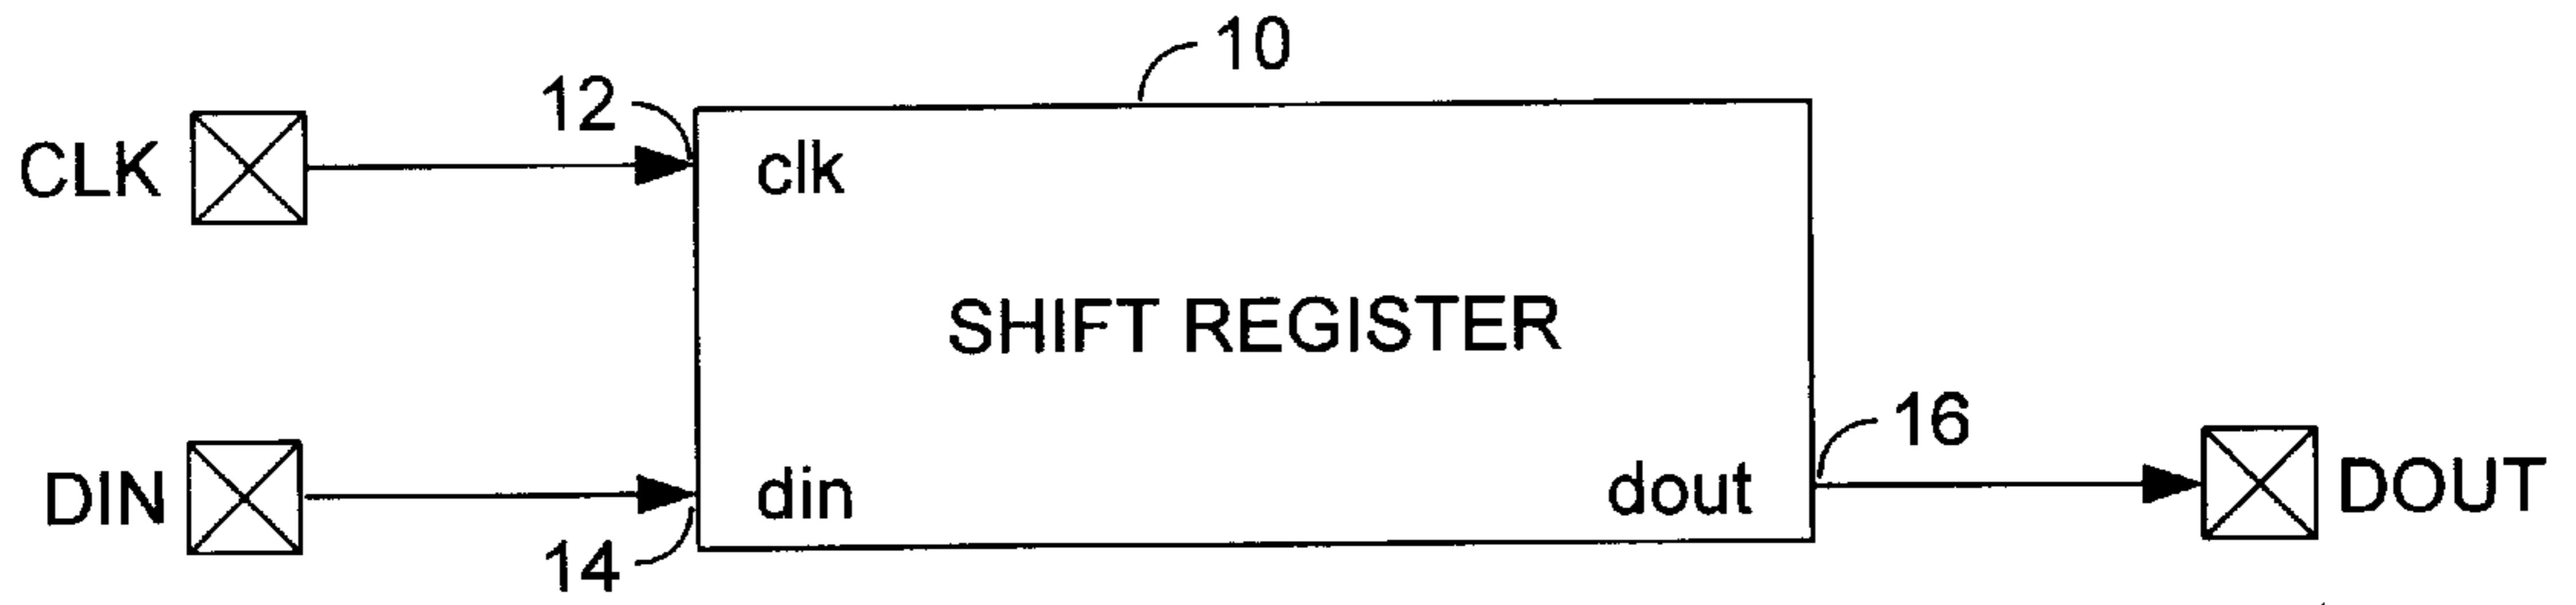 10
12
CLK clk
SHIFT REGISTER
16
DIN din dout DOUT
14